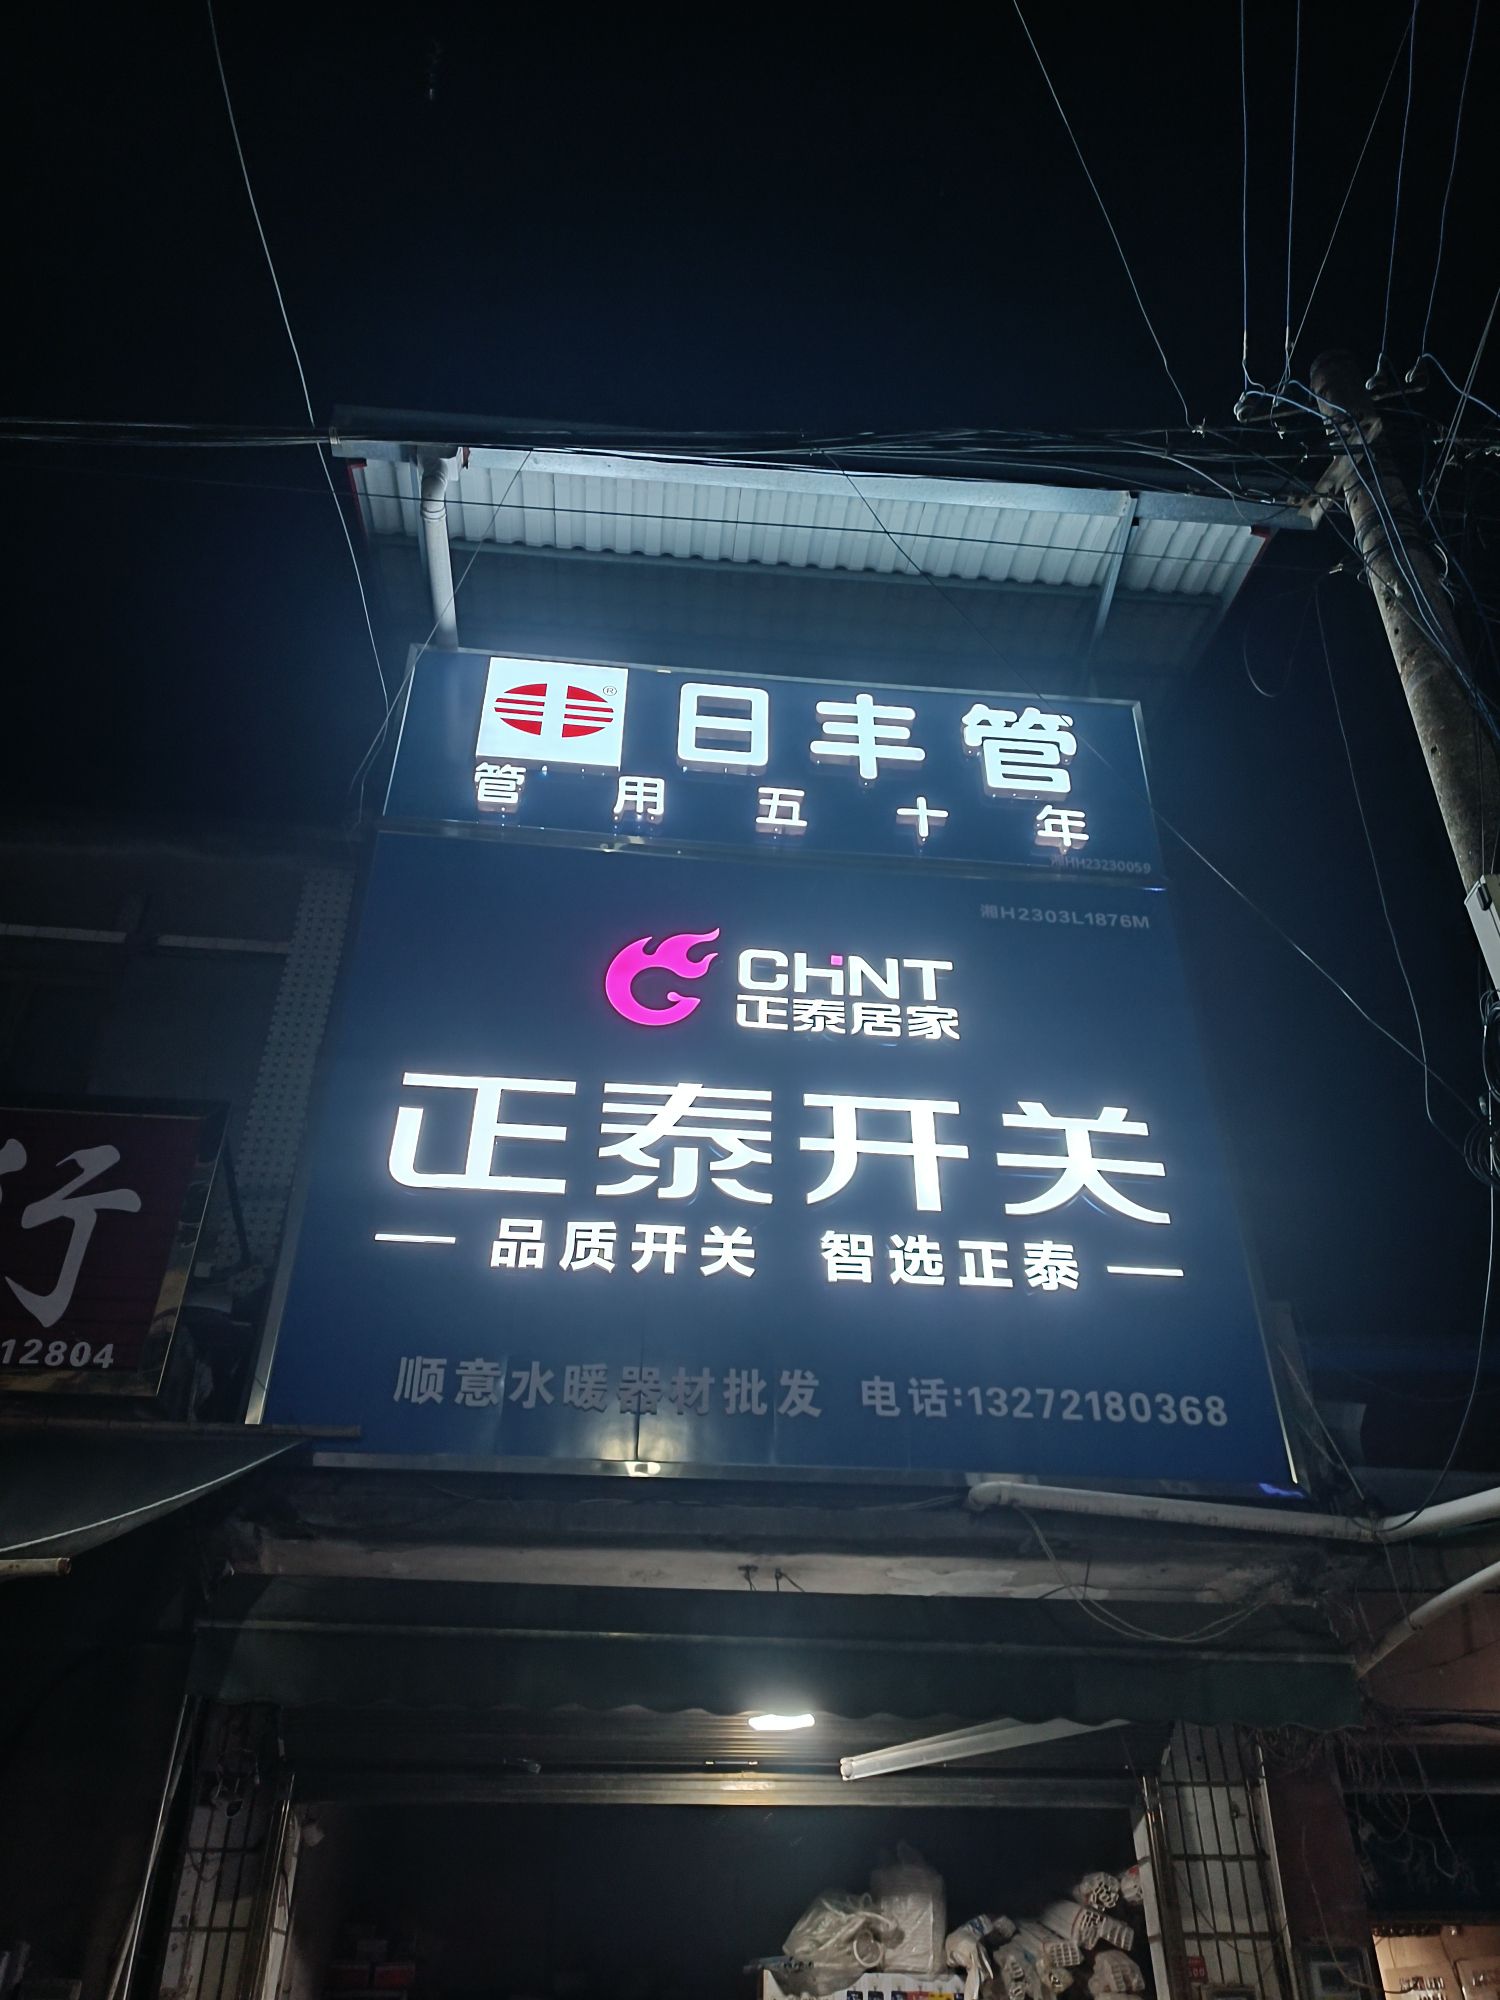 ® 日丰管
管用五十年
湘HH23230059
湘H2303L1876M
CHiNT
正泰居家
正泰开关
— 品质开关 智选正泰 —
顺意水暖器材批发 电话:13272180368
行
12804